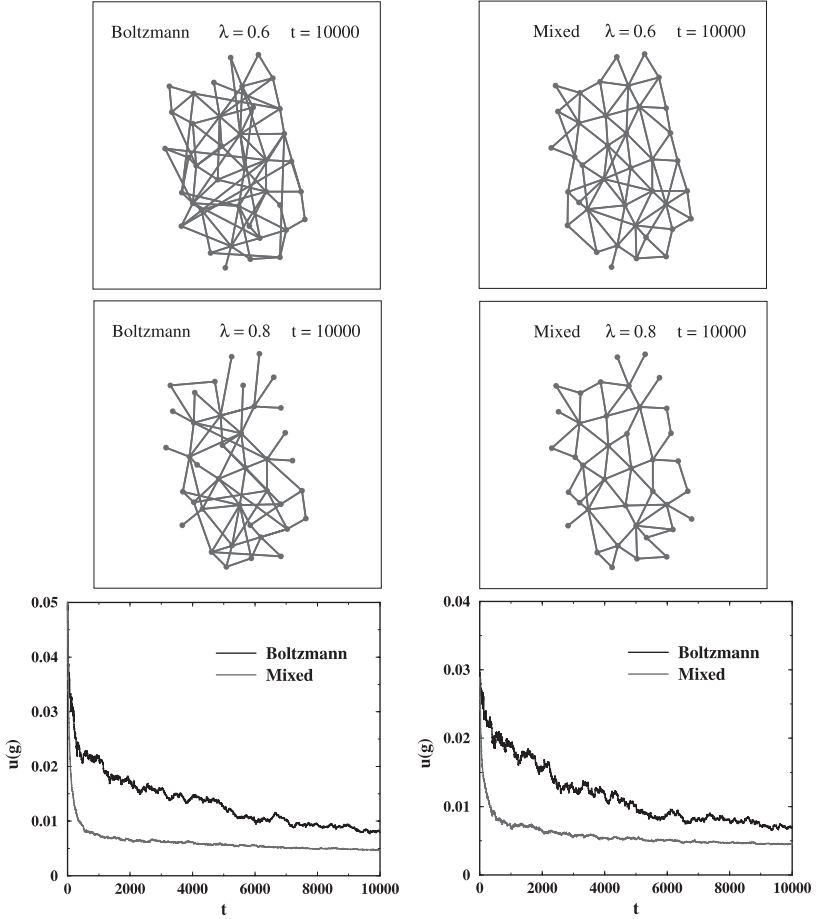 Boltzmann λ = 0.6 t = 10000
Mixed λ = 0.6 t = 10000
Boltzmann λ = 0.8 t = 10000
Mixed λ = 0.8 t = 10000
0.05
0.04
0.03
0.02
0.01
0
u(g)
Boltzmann
Mixed
0 2000 4000 6000 8000 10000
t
0.04
0.03
0.02
0.01
0
u(g)
Boltzmann
Mixed
0 2000 4000 6000 8000 10000
t